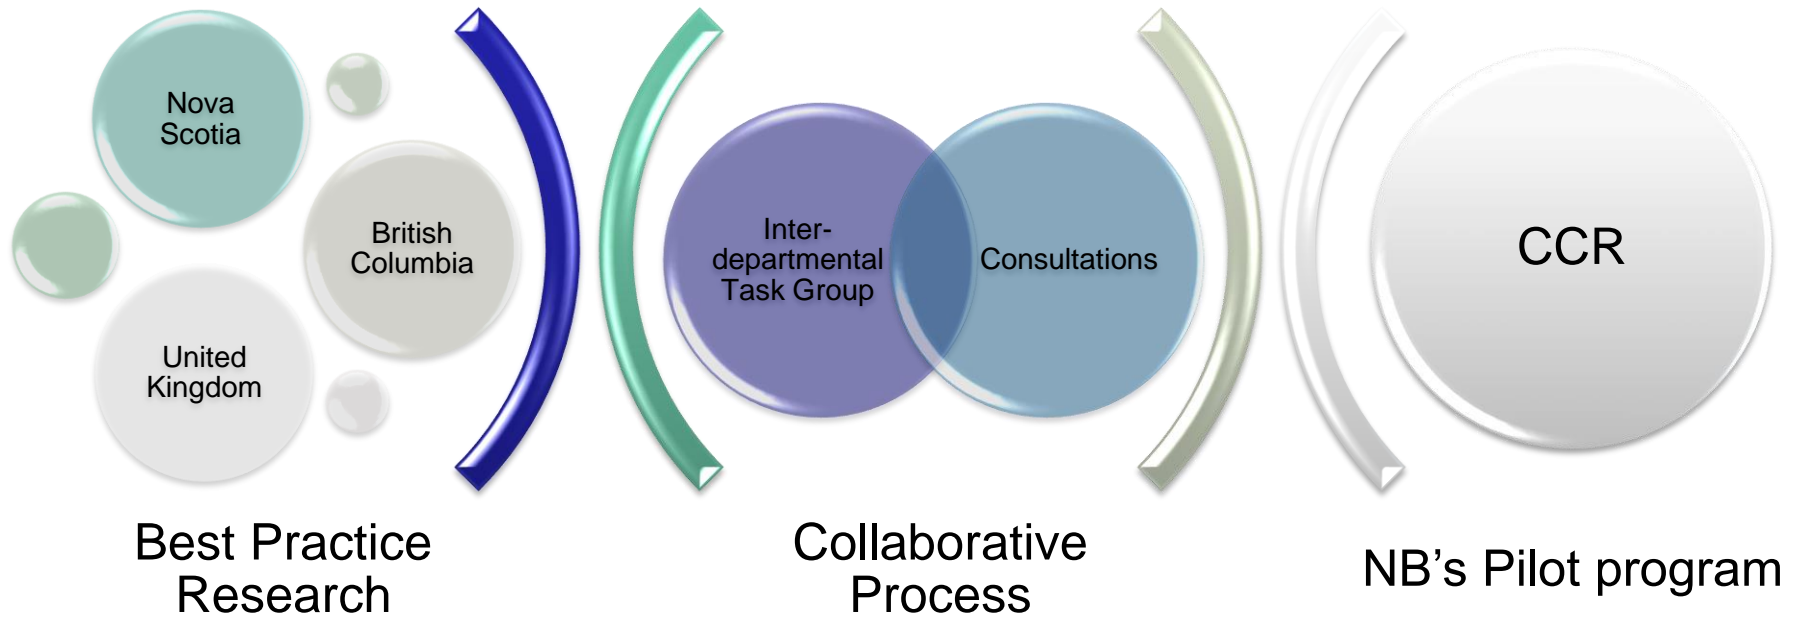 Nova
Scotia
British
Columbia
United
Kingdom
Best Practice
Research
Inter-
departmental
Task Group
Consultations
Collaborative
Process
CCR
NB’s Pilot program